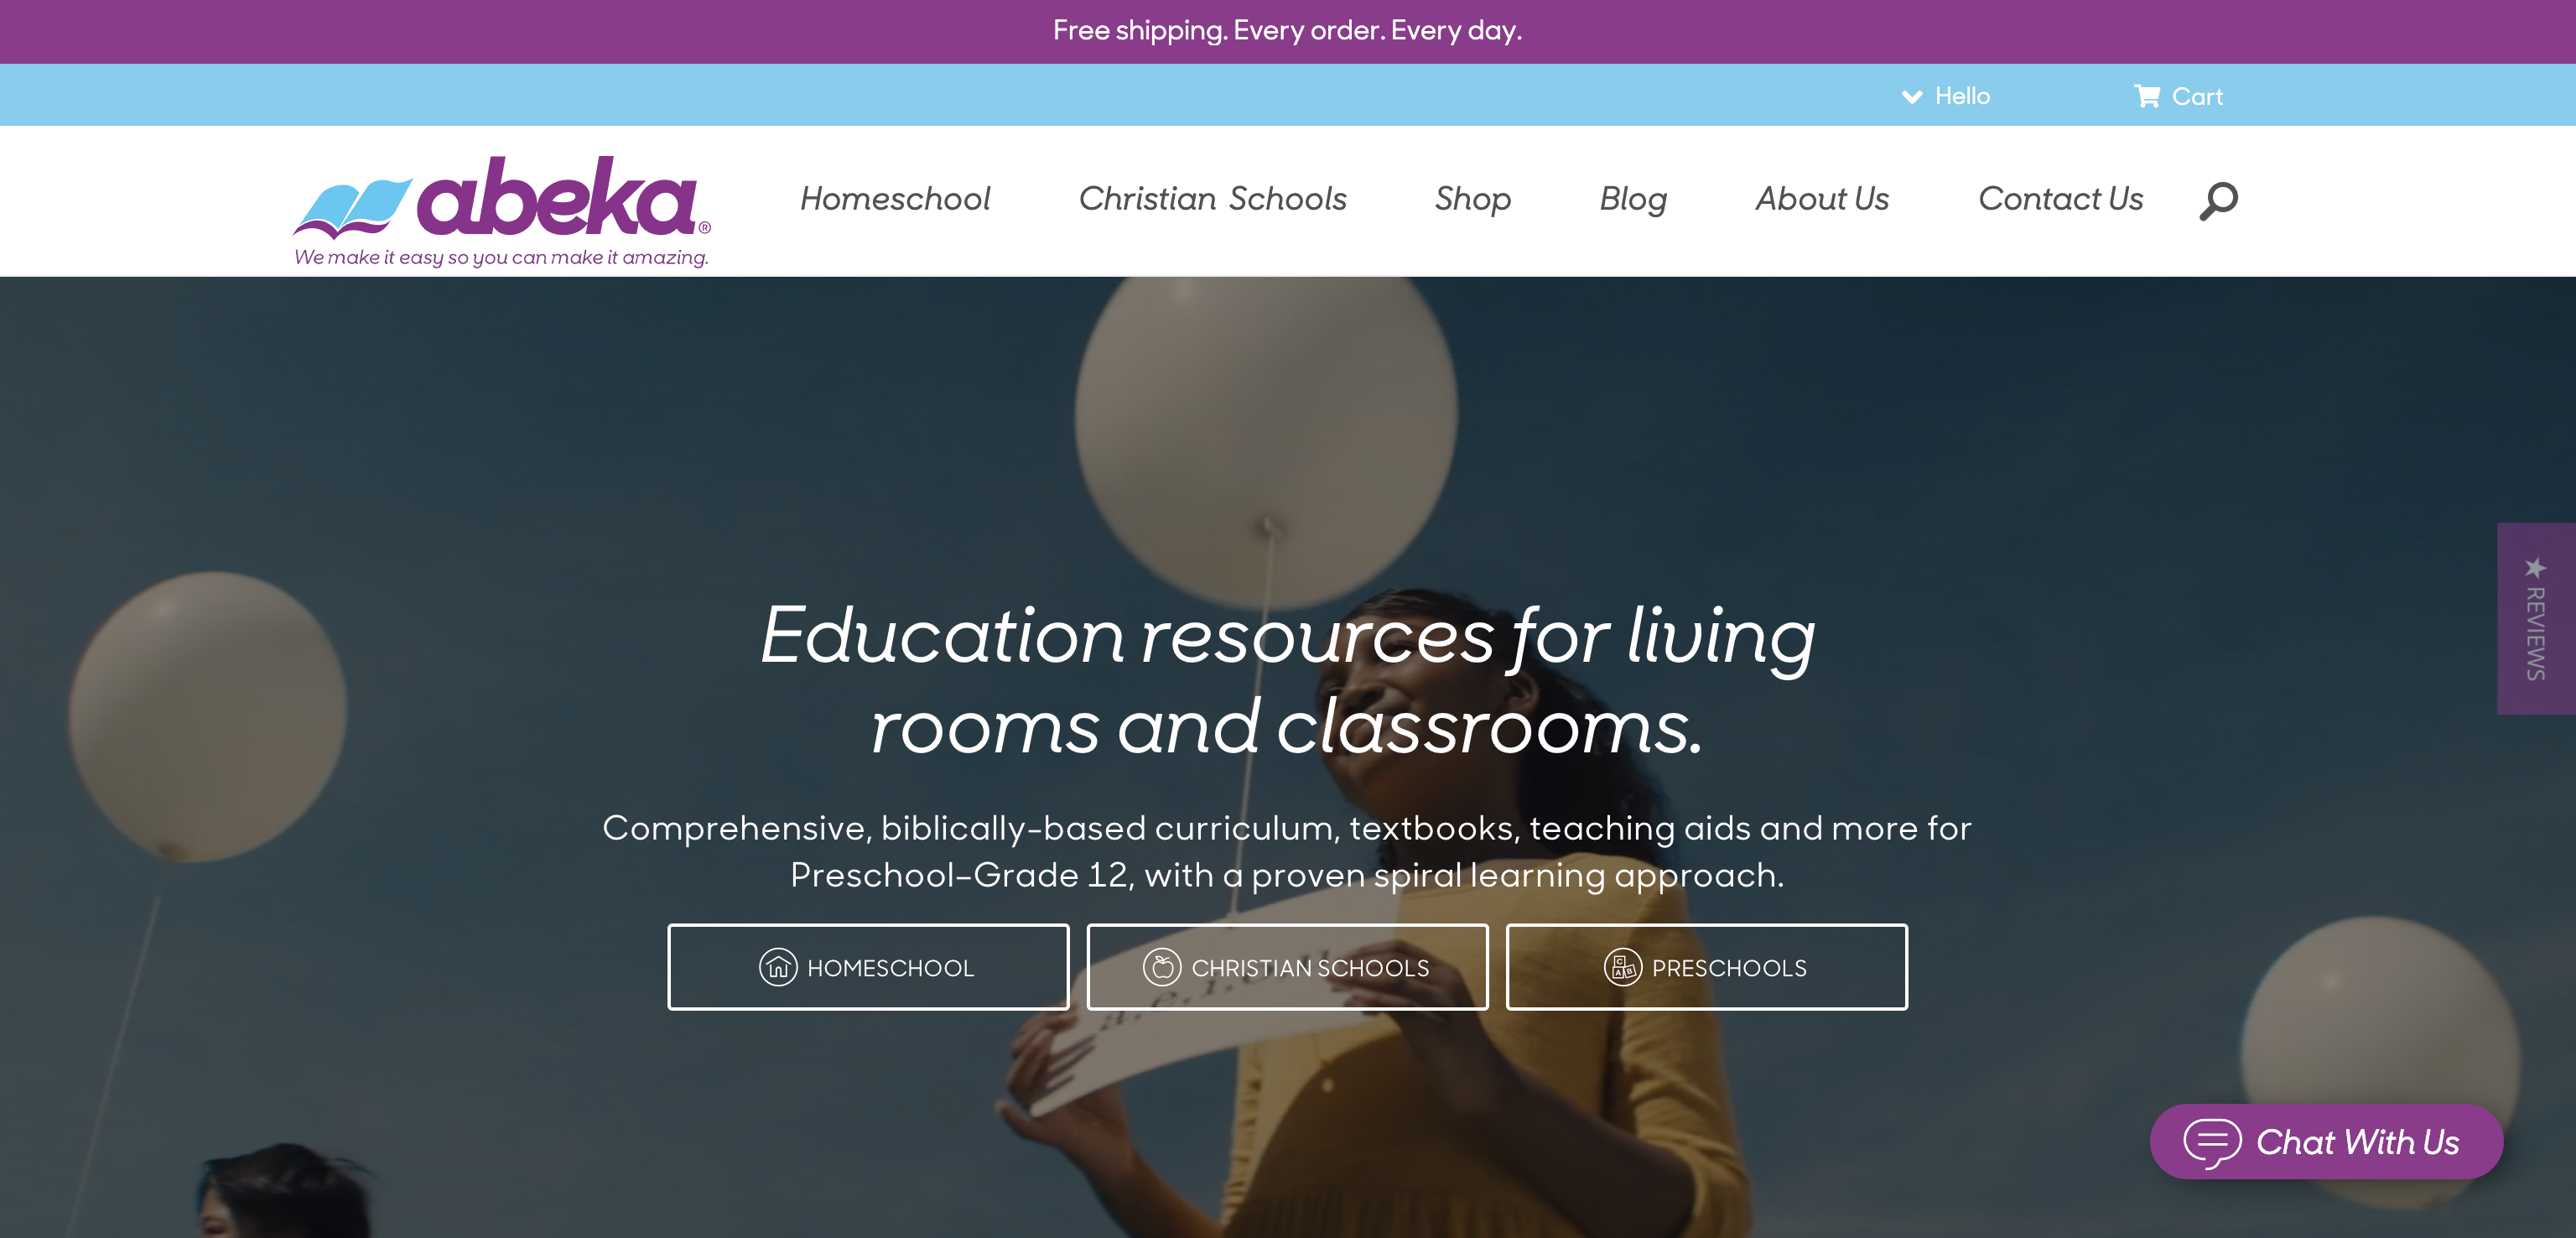 Free shipping. Every order. Every day.
Hello
Cart
abeka®
We make it easy so you can make it amazing.
Homeschool
Christian Schools
Shop
Blog
About Us
Contact Us
Education resources for living
rooms and classrooms.
Comprehensive, biblically-based curriculum, textbooks, teaching aids and more for
Preschool–Grade 12, with a proven spiral learning approach.
HOMESCHOOL
CHRISTIAN SCHOOLS
PRESCHOOLS
★ REVIEWS
Chat With Us